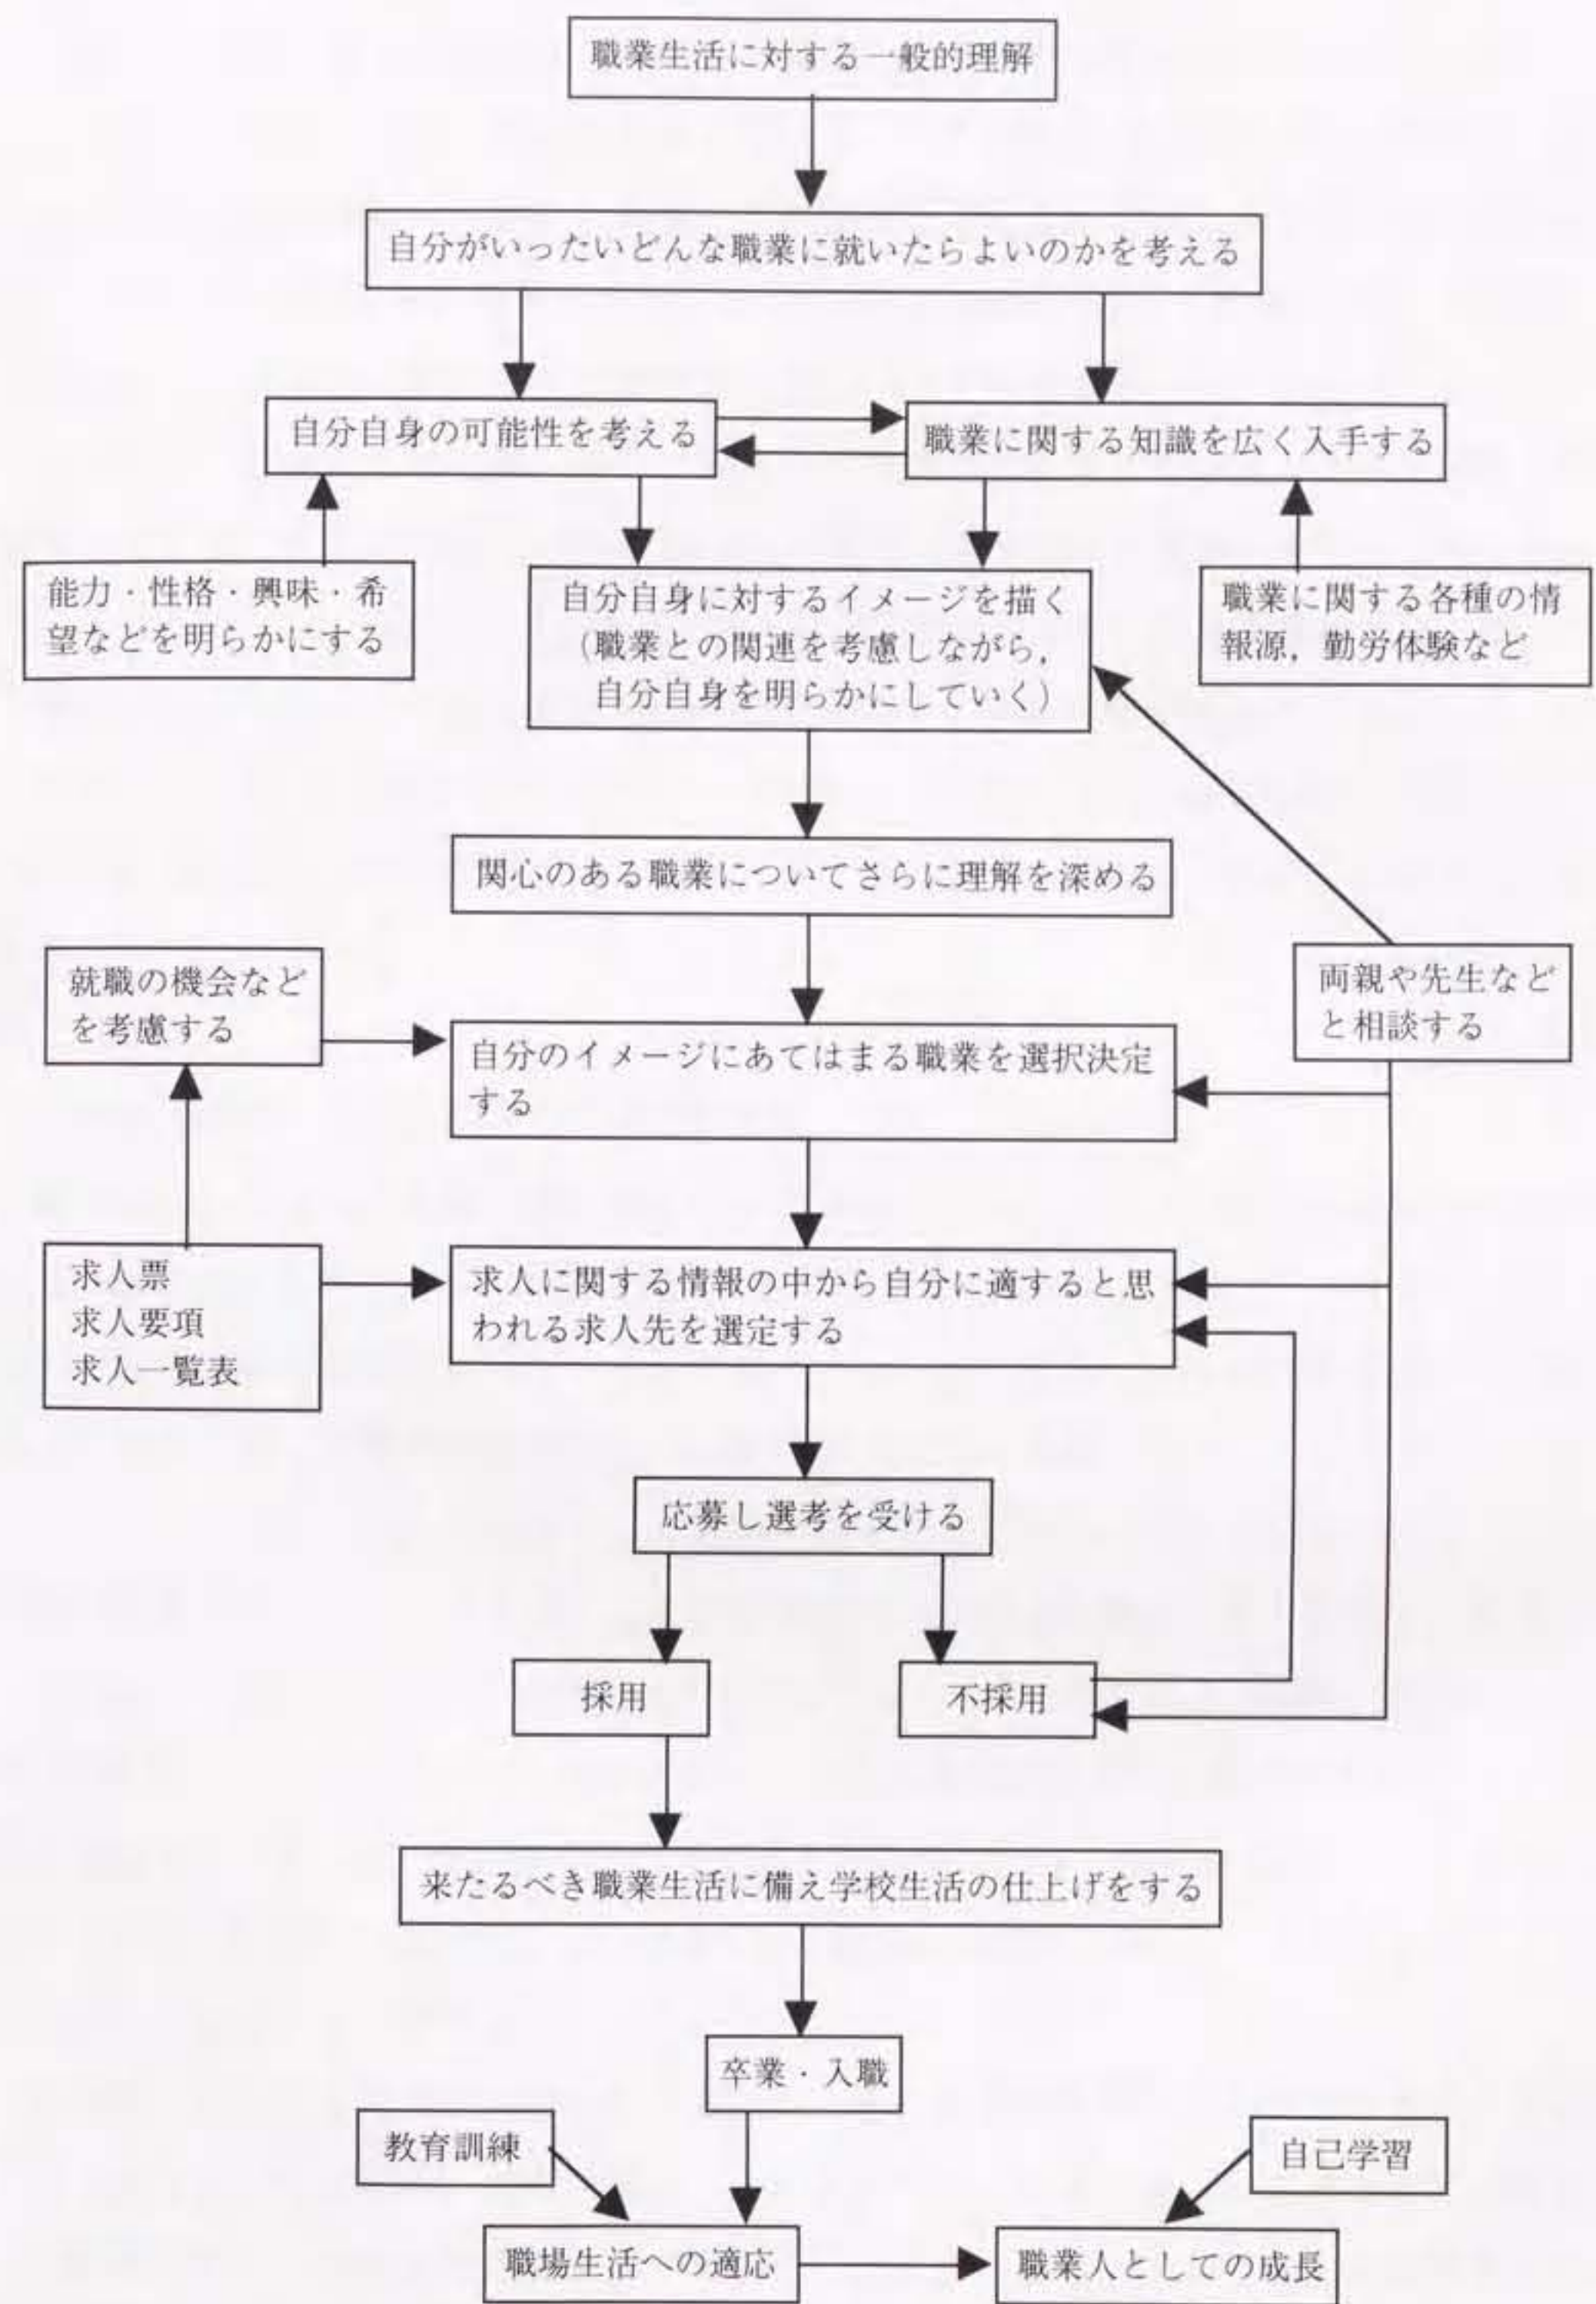 職業生活に対する一般的理解
自分がいったいどんな職業に就いたらよいのかを考える
自分自身の可能性を考える
職業に関する知識を広く入手する
能力・性格・興味・希
望などを明らかにする
自分自身に対するイメージを描く
（職業との関連を考慮しながら，
自分自身を明らかにしていく）
職業に関する各種の情
報源，勤労体験など
関心のある職業についてさらに理解を深める
就職の機会など
を考慮する
両親や先生など
と相談する
自分のイメージにあてはまる職業を選択決定
する
求人票
求人要項
求人一覧表
求人に関する情報の中から自分に適すると思
われる求人先を選定する
応募し選考を受ける
採用
不採用
来たるべき職業生活に備え学校生活の仕上げをする
卒業・入職
教育訓練
自己学習
職場生活への適応
職業人としての成長